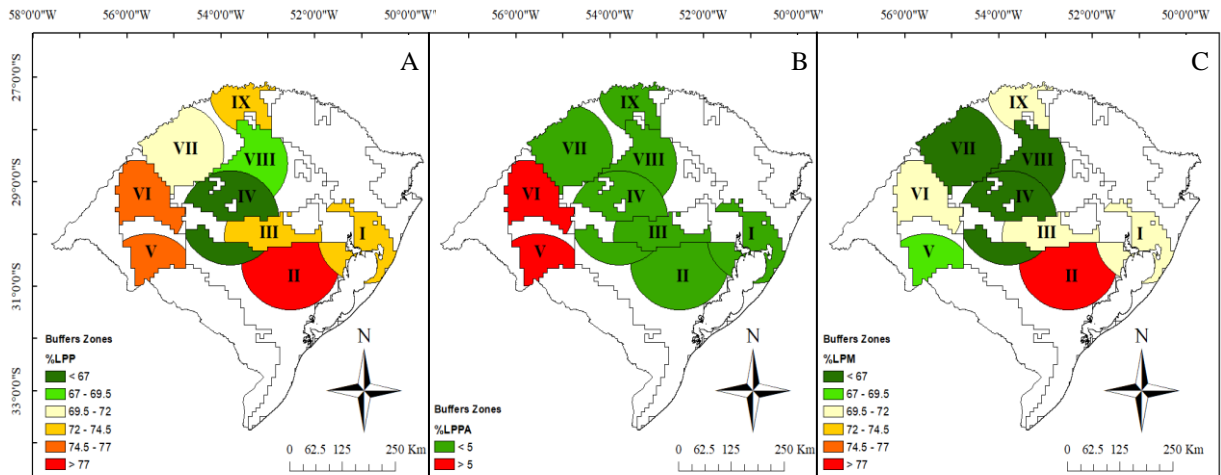 58°0'0"W 56°0'0"W 54°0'0"W 52°0'0"W 50°0'0"W
56°0'0"W 54°0'0"W 52°0'0"W 50°0'0"W
56°0'0"W 54°0'0"W 52°0'0"W 50°0'0"W
27°0'0"S
29°0'0"S
31°0'0"S
33°0'0"S
A
IX
VII
VIII
VI
IV
III
I
V
II
N
Buffers Zones
%LPP
< 67
67 - 69.5
69.5 - 72
72 - 74.5
74.5 - 77
> 77
0 62.5 125 250 Km
B
IX
VII
VIII
VI
IV
III
I
V
II
N
Buffers Zones
%LPPA
< 5
> 5
0 62.5 125 250 Km
C
IX
VII
VIII
VI
IV
III
I
V
II
N
Buffers Zones
%LPM
< 67
67 - 69.5
69.5 - 72
72 - 74.5
74.5 - 77
> 77
0 62.5 125 250 Km